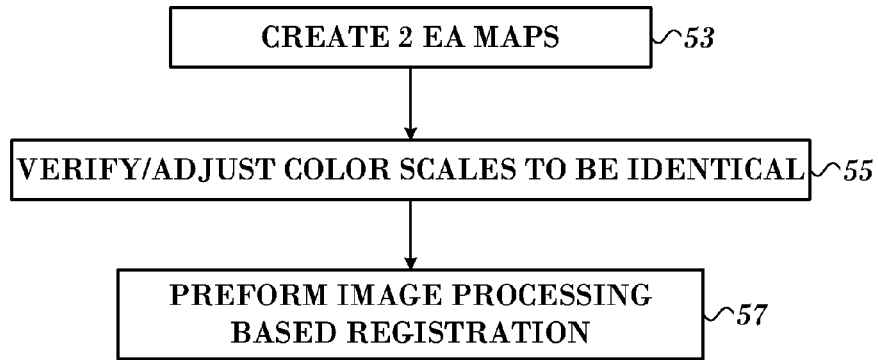 CREATE 2 EA MAPS 53
VERIFY/ADJUST COLOR SCALES TO BE IDENTICAL 55
PREFORM IMAGE PROCESSING
BASED REGISTRATION 57